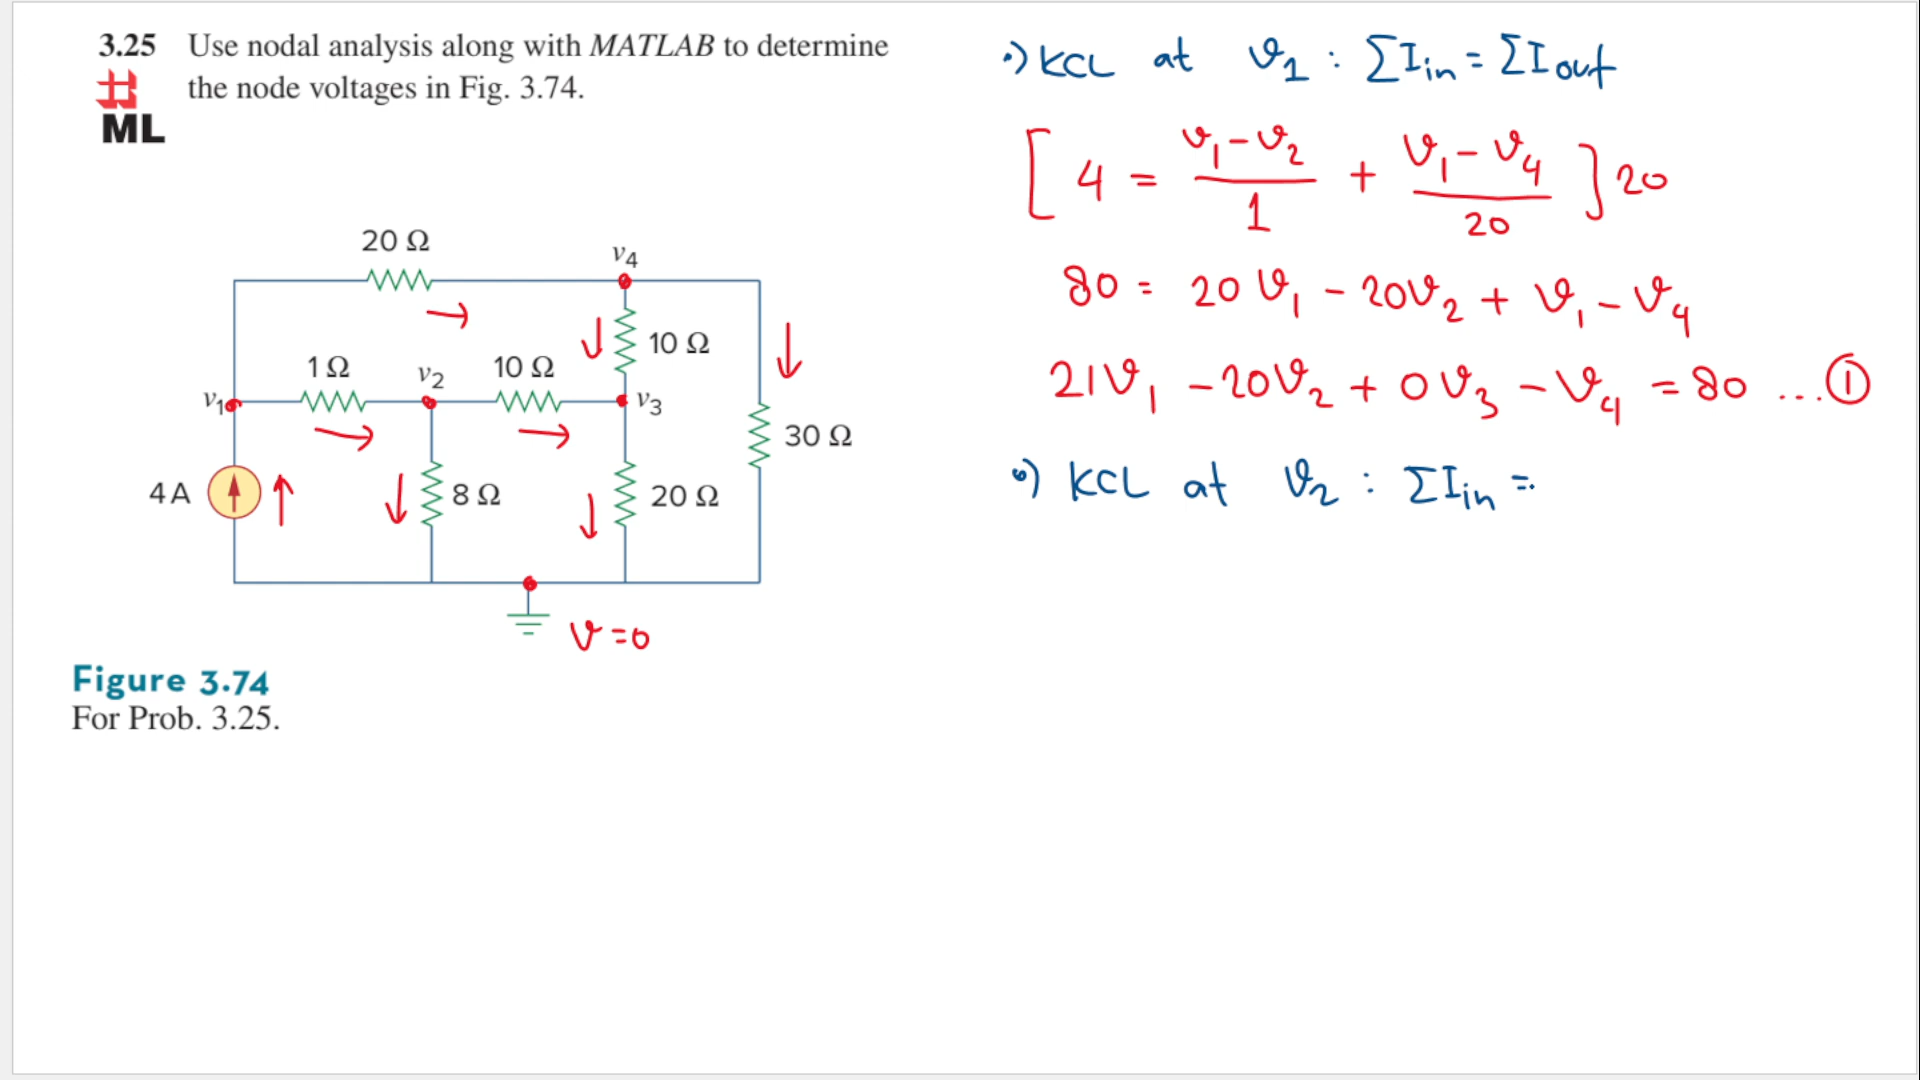 3.25 Use nodal analysis along with MATLAB to determine
the node voltages in Fig. 3.74.
ML
20 Ω
v4
10 Ω
1 Ω
v2
10 Ω
v1
v3
30 Ω
4 A
8 Ω
20 Ω
v=0
Figure 3.74
For Prob. 3.25.
•) KCL at v1 : ΣIin = ΣIout
[ 4 = (v1 - v2)/1 + (v1 - v4)/20 ] 20
80 = 20v1 - 20v2 + v1 - v4
21v1 - 20v2 + 0v3 - v4 = 80 ...①
•) KCL at v2 : ΣIin =